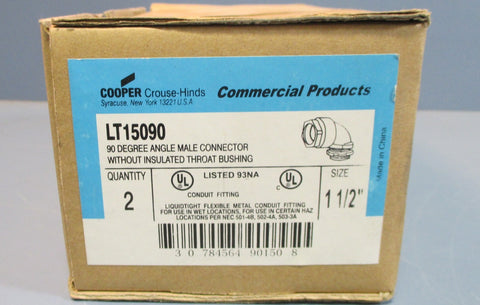 COOPER Crouse-Hinds
Syracuse, New York 13221 U.S.A.
Commercial Products
LT15090
90 DEGREE ANGLE MALE CONNECTOR
WITHOUT INSULATED THROAT BUSHING
Made in China
QUANTITY
2
UL LISTED 93NA C UL
CONDUIT FITTING
SIZE
1 1/2"
LIQUIDTIGHT FLEXIBLE METAL CONDUIT FITTING
FOR USE IN WET LOCATIONS, FOR USE IN CERTAIN HAZ
LOCATIONS PER NEC 501-4B, 502-4A, 503-3A
3 0 784564 90150 8